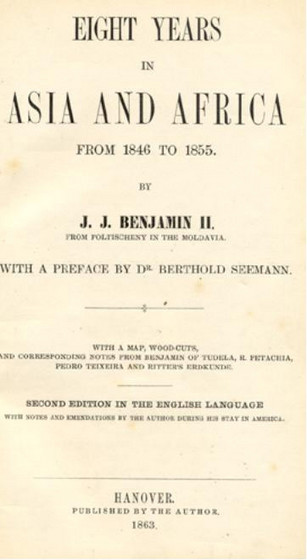 EIGHT YEARS
IN
ASIA AND AFRICA
FROM 1846 TO 1855.
BY
J. J. BENJAMIN II.
FROM FOLTISCHENY IN THE MOLDAVIA.
WITH A PREFACE BY DR. BERTHOLD SEEMANN.
WITH A MAP, WOOD-CUTS,
AND CORRESPONDING NOTES FROM BENJAMIN OF TUDELA, R. PETACHIA,
PEDRO TEIXEIRA AND RITTER'S ERDKUNDE.
SECOND EDITION IN THE ENGLISH LANGUAGE
WITH NOTES AND EMENDATIONS BY THE AUTHOR DURING HIS STAY IN AMERICA.
HANOVER.
PUBLISHED BY THE AUTHOR.
1863.